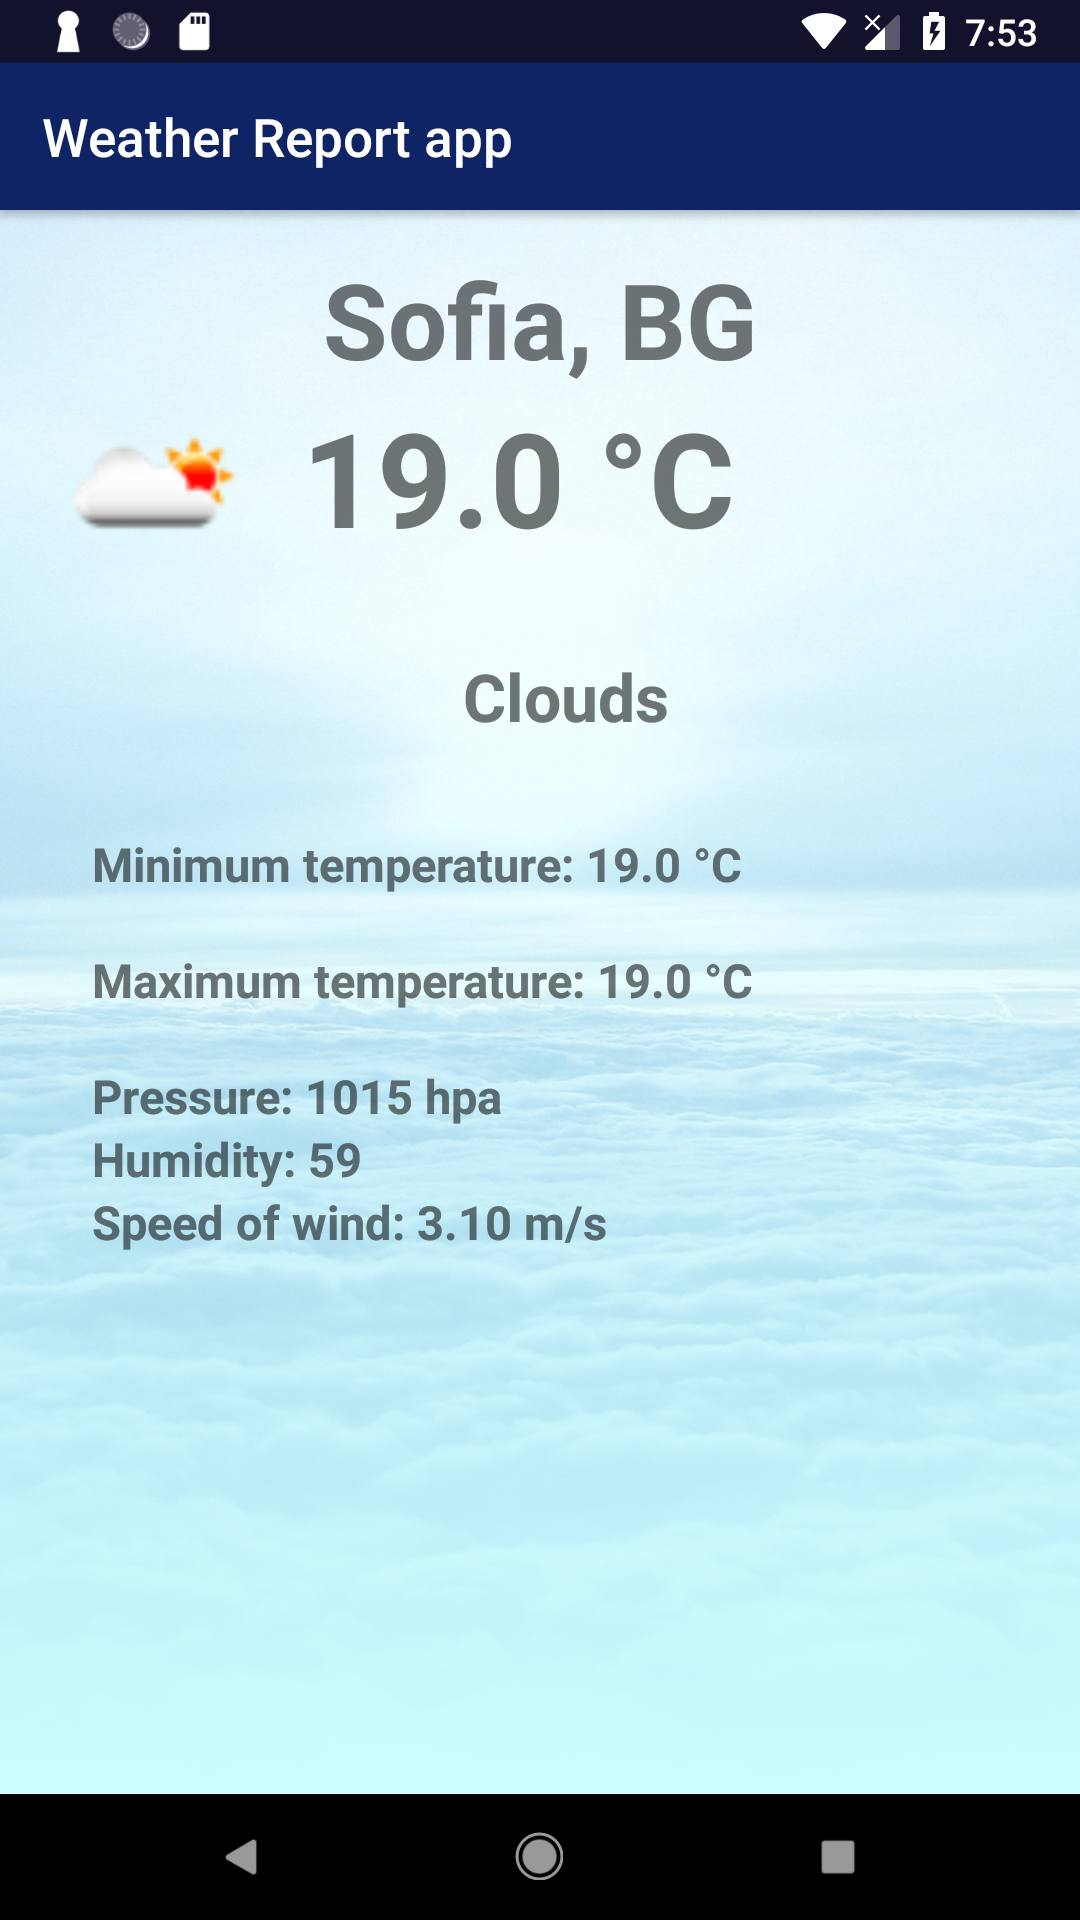 7:53
Weather Report app
Sofia, BG
19.0 °C
Clouds
Minimum temperature: 19.0 °C
Maximum temperature: 19.0 °C
Pressure: 1015 hpa
Humidity: 59
Speed of wind: 3.10 m/s